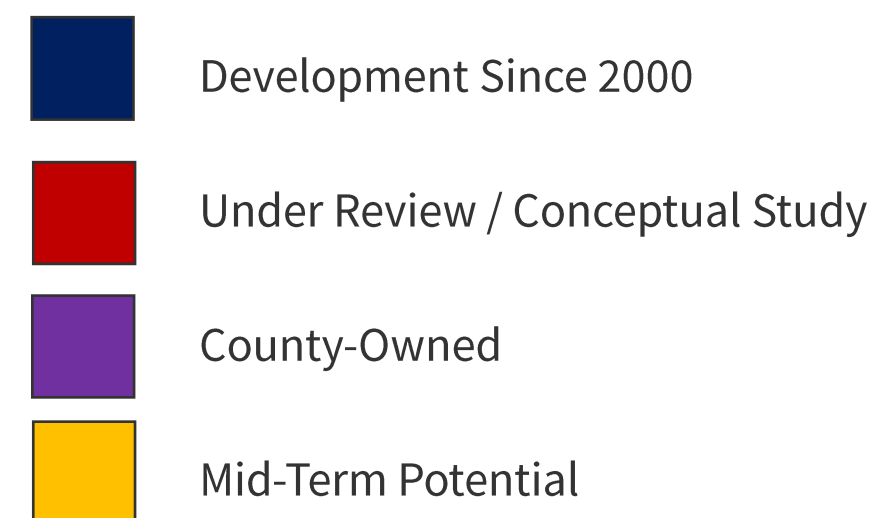 Development Since 2000
Under Review / Conceptual Study
County-Owned
Mid-Term Potential